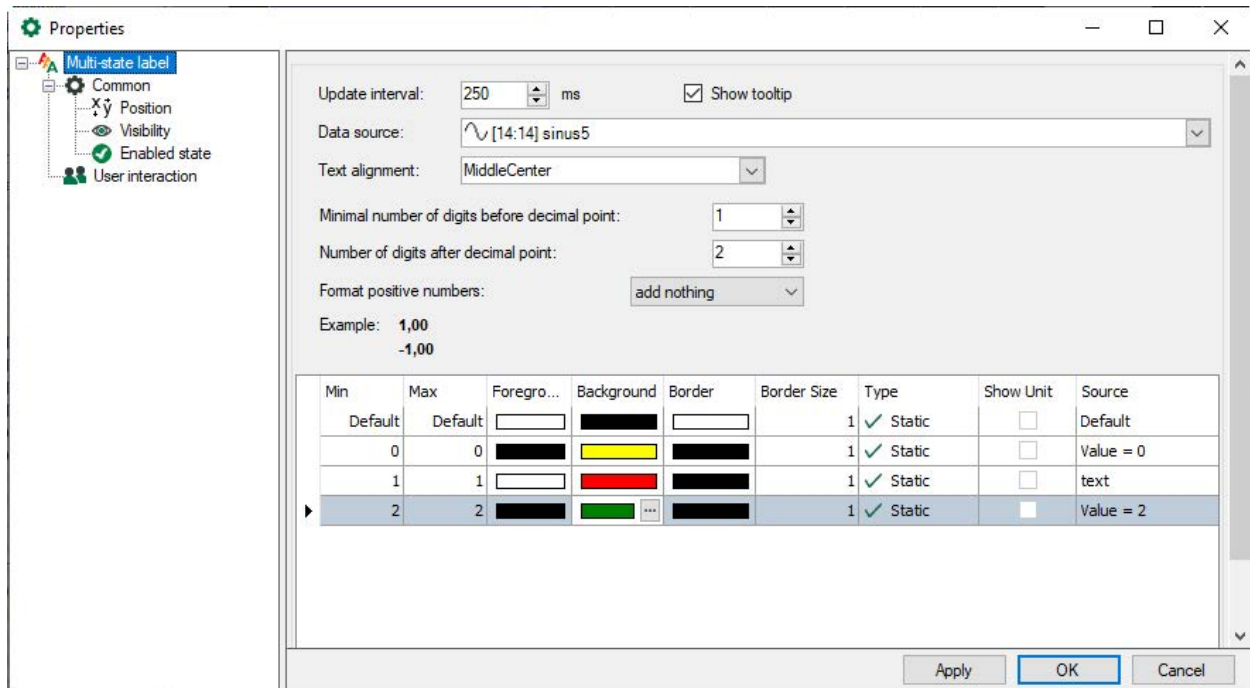 Properties
Multi-state label
Common
Position
Visibility
Enabled state
User interaction
Update interval: 250 ms Show tooltip
Data source: [14:14] sinus5
Text alignment: MiddleCenter
Minimal number of digits before decimal point: 1
Number of digits after decimal point: 2
Format positive numbers: add nothing
Example: 1,00
-1,00
Min Max Foregro... Background Border Border Size Type Show Unit Source
Default Default 1 Static Default
0 0 1 Static Value = 0
1 1 1 Static text
2 2 ... 1 Static Value = 2
Apply OK Cancel